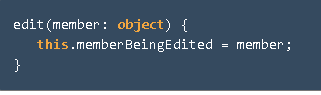 edit(member: object) {
   this.memberBeingEdited = member;
}